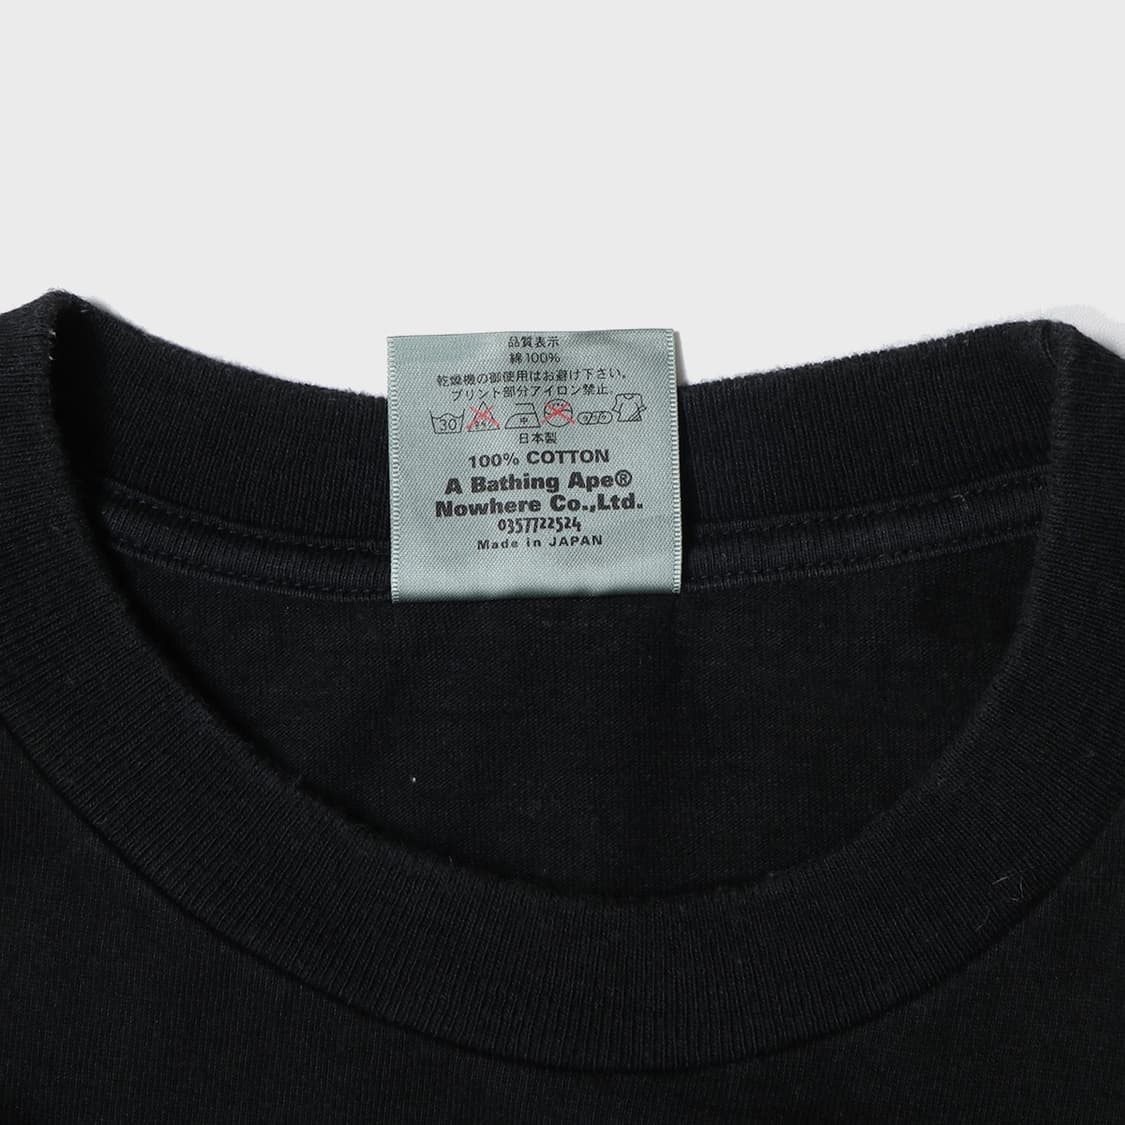 品質表示
綿100%
乾燥機の御使用はお避け下さい。
プリント部分アイロン禁止。
30 中
日本製
100% COTTON
A Bathing Ape®
Nowhere Co.,Ltd.
0357722524
Made in JAPAN